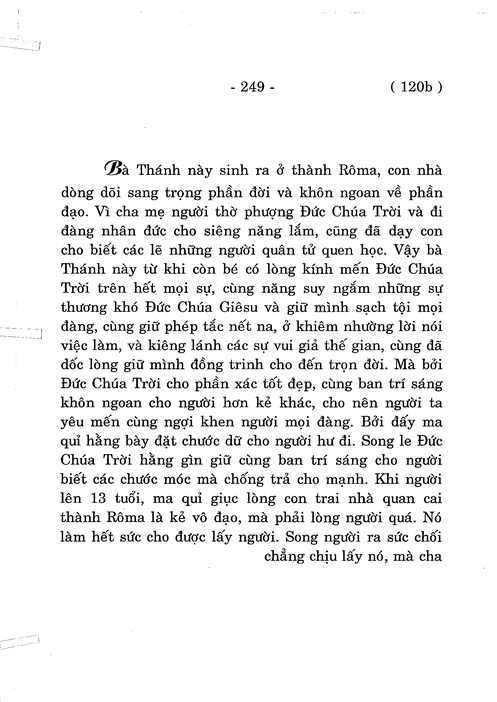 - 249 - ( 120b )
Bà Thánh này sinh ra ở thành Rôma, con nhà
dòng dõi sang trọng phần đời và khôn ngoan về phần
đạo. Vì cha mẹ người thờ phượng Đức Chúa Trời và đi
đàng nhân đức cho siêng năng lắm, cũng đã dạy con
cho biết các lẽ những người quân tử quen học. Vậy bà
Thánh này từ khi còn bé có lòng kính mến Đức Chúa
Trời trên hết mọi sự, cùng năng suy ngắm những sự
thương khó Đức Chúa Giêsu và giữ mình sạch tội mọi
đàng, cùng giữ phép tắc nết na, ở khiêm nhường lời nói
việc làm, và kiêng lánh các sự vui giả thế gian, cùng đã
dốc lòng giữ mình đồng trinh cho đến trọn đời. Mà bởi
Đức Chúa Trời cho phần xác tốt đẹp, cùng ban trí sáng
khôn ngoan cho người hơn kẻ khác, cho nên người ta
yêu mến cùng ngợi khen người mọi đàng. Bởi đấy ma
quỉ hằng bày đặt chước dữ cho người hư đi. Song le Đức
Chúa Trời hằng gìn giữ cùng ban trí sáng cho người
biết các chước móc mà chống trả cho mạnh. Khi người
lên 13 tuổi, ma quỉ giục lòng con trai nhà quan cai
thành Rôma là kẻ vô đạo, mà phải lòng người quá. Nó
làm hết sức cho được lấy người. Song người ra sức chối
chẳng chịu lấy nó, mà cha